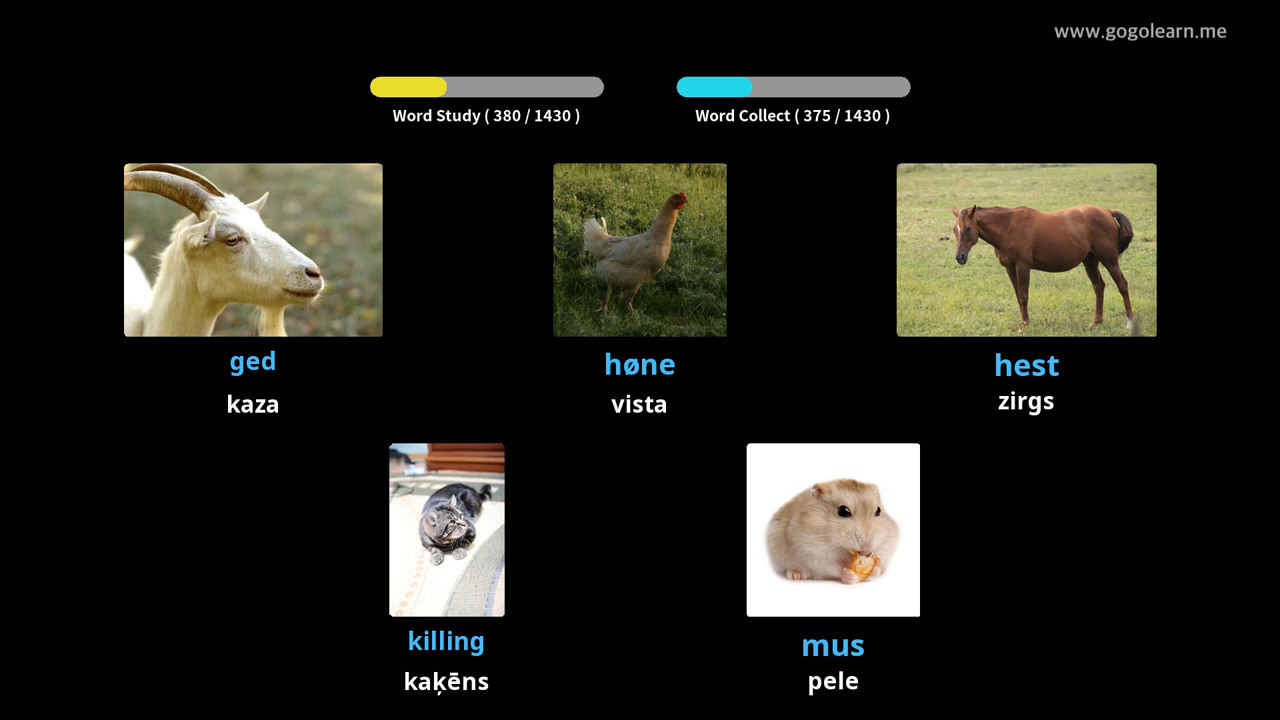 www.gogolearn.me
Word Study ( 380 / 1430 )
Word Collect ( 375 / 1430 )
ged
kaza
høne
vista
hest
zirgs
killing
kaķēns
mus
pele